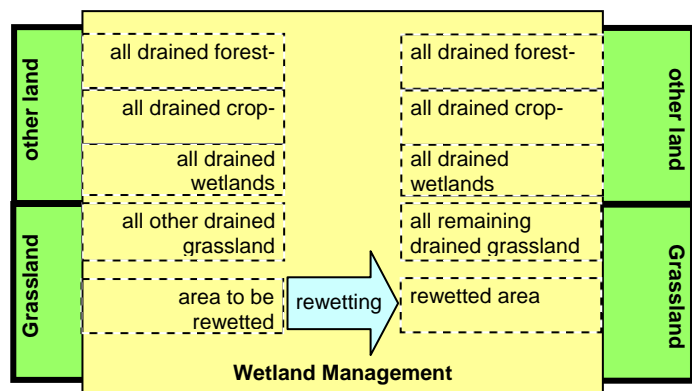 other land
Grassland
all drained forest-
all drained crop-
all drained
wetlands
all other drained
grassland
area to be
rewetted
rewetting
all drained forest-
all drained crop-
all drained
wetlands
all remaining
drained grassland
rewetted area
other land
Grassland
Wetland Management